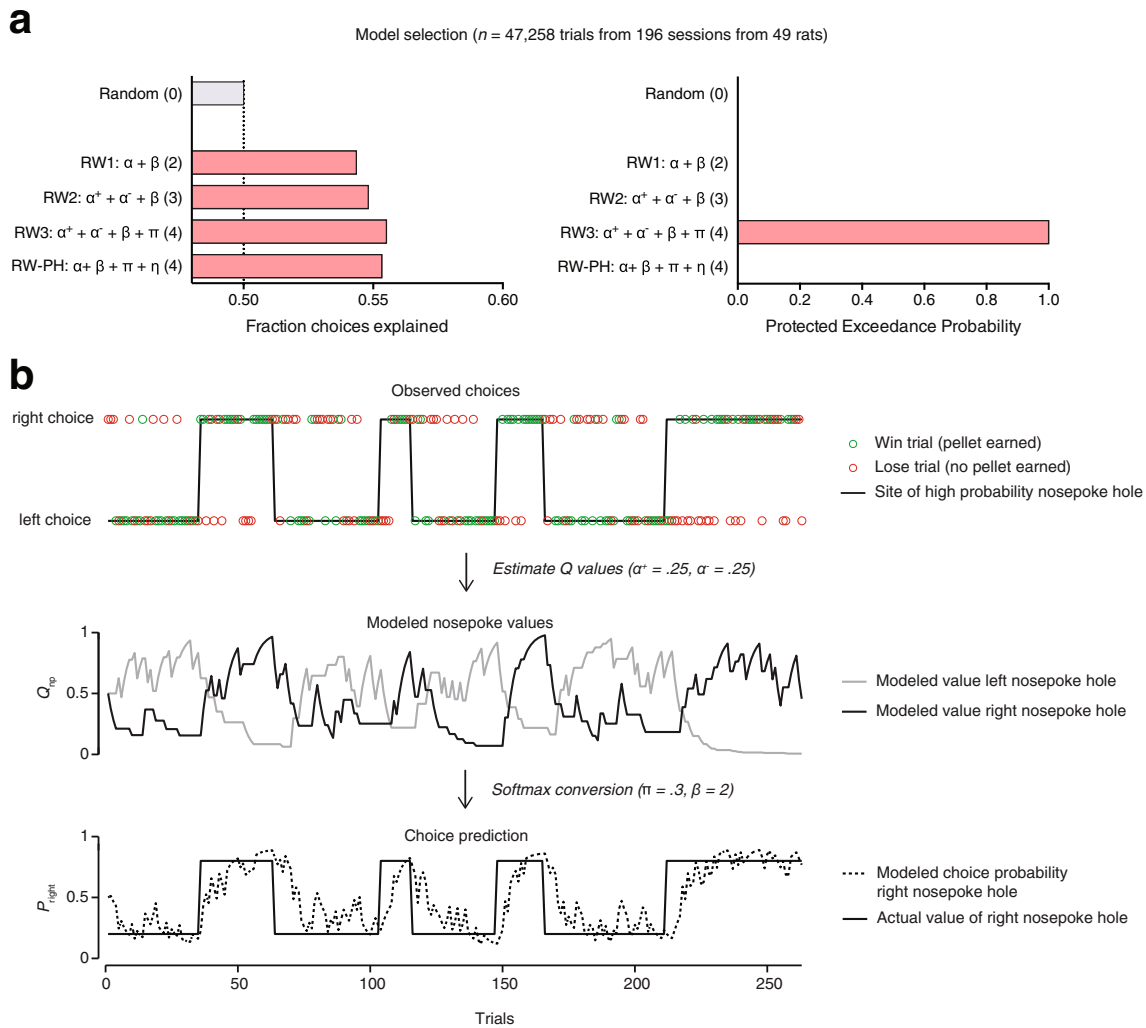 a
Model selection (n = 47,258 trials from 196 sessions from 49 rats)
Random (0)
RW1: α + β (2)
RW2: α⁺ + α⁻ + β (3)
RW3: α⁺ + α⁻ + β + π (4)
RW-PH: α+ β + π + η (4)
0.50
0.55
0.60
Fraction choices explained
Random (0)
RW1: α + β (2)
RW2: α⁺ + α⁻ + β (3)
RW3: α⁺ + α⁻ + β + π (4)
RW-PH: α+ β + π + η (4)
0.0
0.2
0.4
0.6
0.8
1.0
Protected Exceedance Probability
b
Observed choices
right choice
left choice
Win trial (pellet earned)
Lose trial (no pellet earned)
Site of high probability nosepoke hole
Estimate Q values (α⁺ = .25, α⁻ = .25)
Modeled nosepoke values
1
0.5
0
Qnp
Modeled value left nosepoke hole
Modeled value right nosepoke hole
Softmax conversion (π = .3, β = 2)
Choice prediction
1
0.5
0
Pright
Modeled choice probability
right nosepoke hole
Actual value of right nosepoke hole
0
50
100
150
200
250
Trials